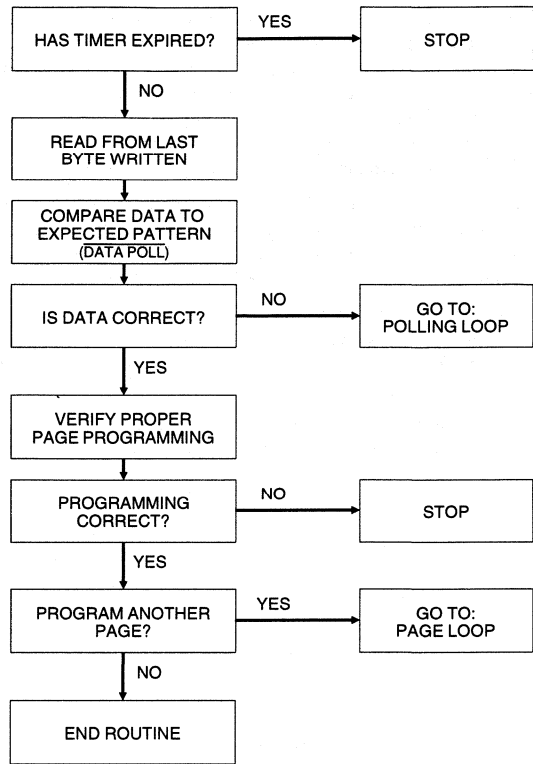 HAS TIMER EXPIRED?
YES
STOP
NO
READ FROM LAST
BYTE WRITTEN
COMPARE DATA TO
EXPECTED PATTERN
(DATA POLL)
IS DATA CORRECT?
NO
GO TO:
POLLING LOOP
YES
VERIFY PROPER
PAGE PROGRAMMING
PROGRAMMING
CORRECT?
NO
STOP
YES
PROGRAM ANOTHER
PAGE?
YES
GO TO:
PAGE LOOP
NO
END ROUTINE